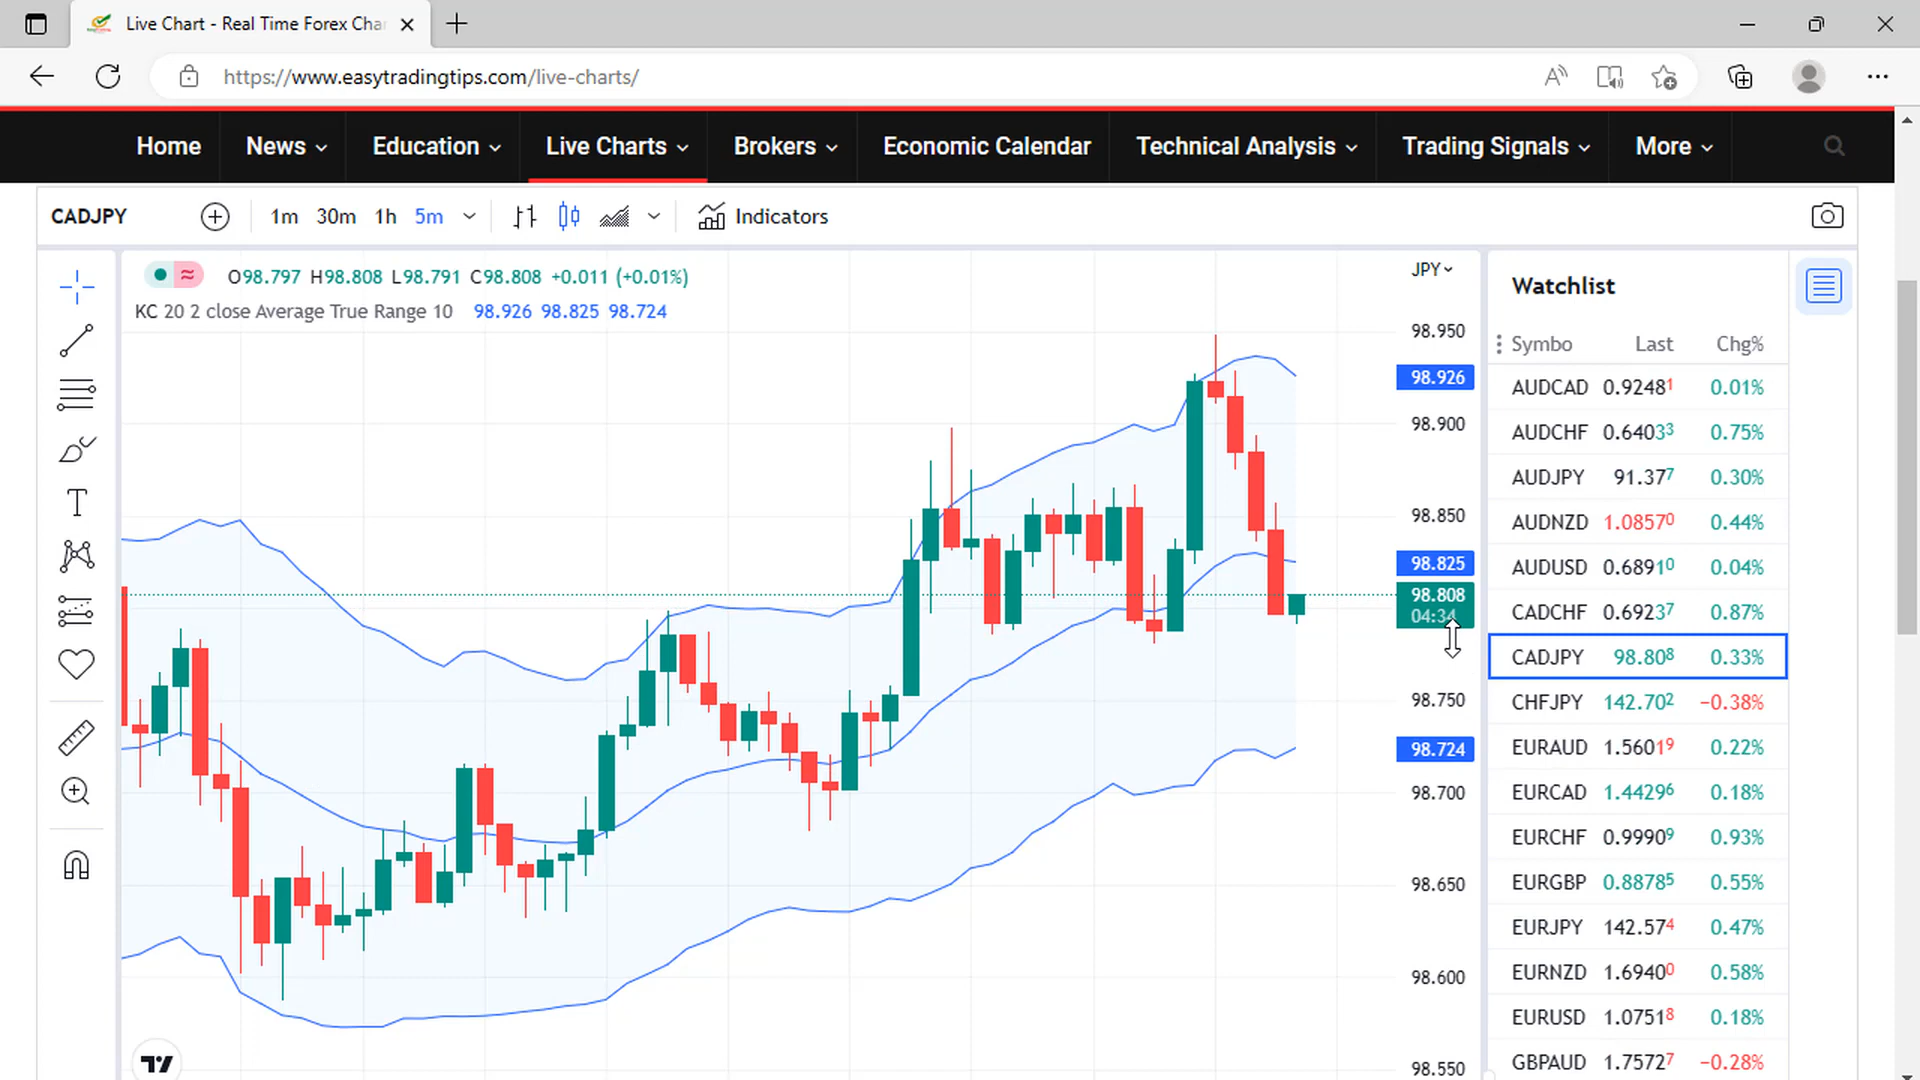 Live Chart - Real Time Forex Cha
https://www.easytradingtips.com/live-charts/
Home News Education Live Charts Brokers Economic Calendar Technical Analysis Trading Signals More
CADJPY 1m 30m 1h 5m Indicators
O98.797 H98.808 L98.791 C98.808 +0.011 (+0.01%)
KC 20 2 close Average True Range 10 98.926 98.825 98.724
JPY
98.950
98.926
98.900
98.850
98.825
98.808
04:34
98.750
98.724
98.700
98.650
98.600
98.550
Watchlist
Symbo Last Chg%
AUDCAD 0.92481 0.01%
AUDCHF 0.64033 0.75%
AUDJPY 91.377 0.30%
AUDNZD 1.08570 0.44%
AUDUSD 0.68910 0.04%
CADCHF 0.69237 0.87%
CADJPY 98.808 0.33%
CHFJPY 142.702 −0.38%
EURAUD 1.56019 0.22%
EURCAD 1.44296 0.18%
EURCHF 0.99909 0.93%
EURGBP 0.88785 0.55%
EURJPY 142.574 0.47%
EURNZD 1.69400 0.58%
EURUSD 1.07518 0.18%
GBPAUD 1.75727 −0.28%